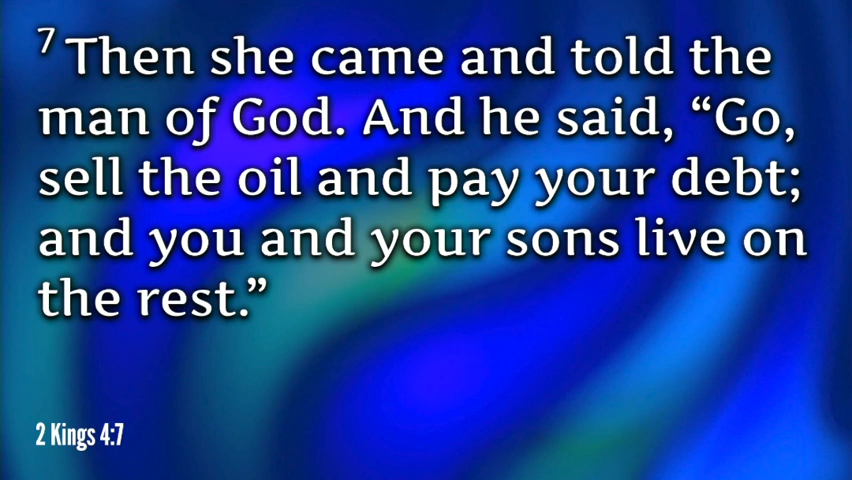 7 Then she came and told the
man of God. And he said, “Go,
sell the oil and pay your debt;
and you and your sons live on
the rest.”
2 Kings 4:7